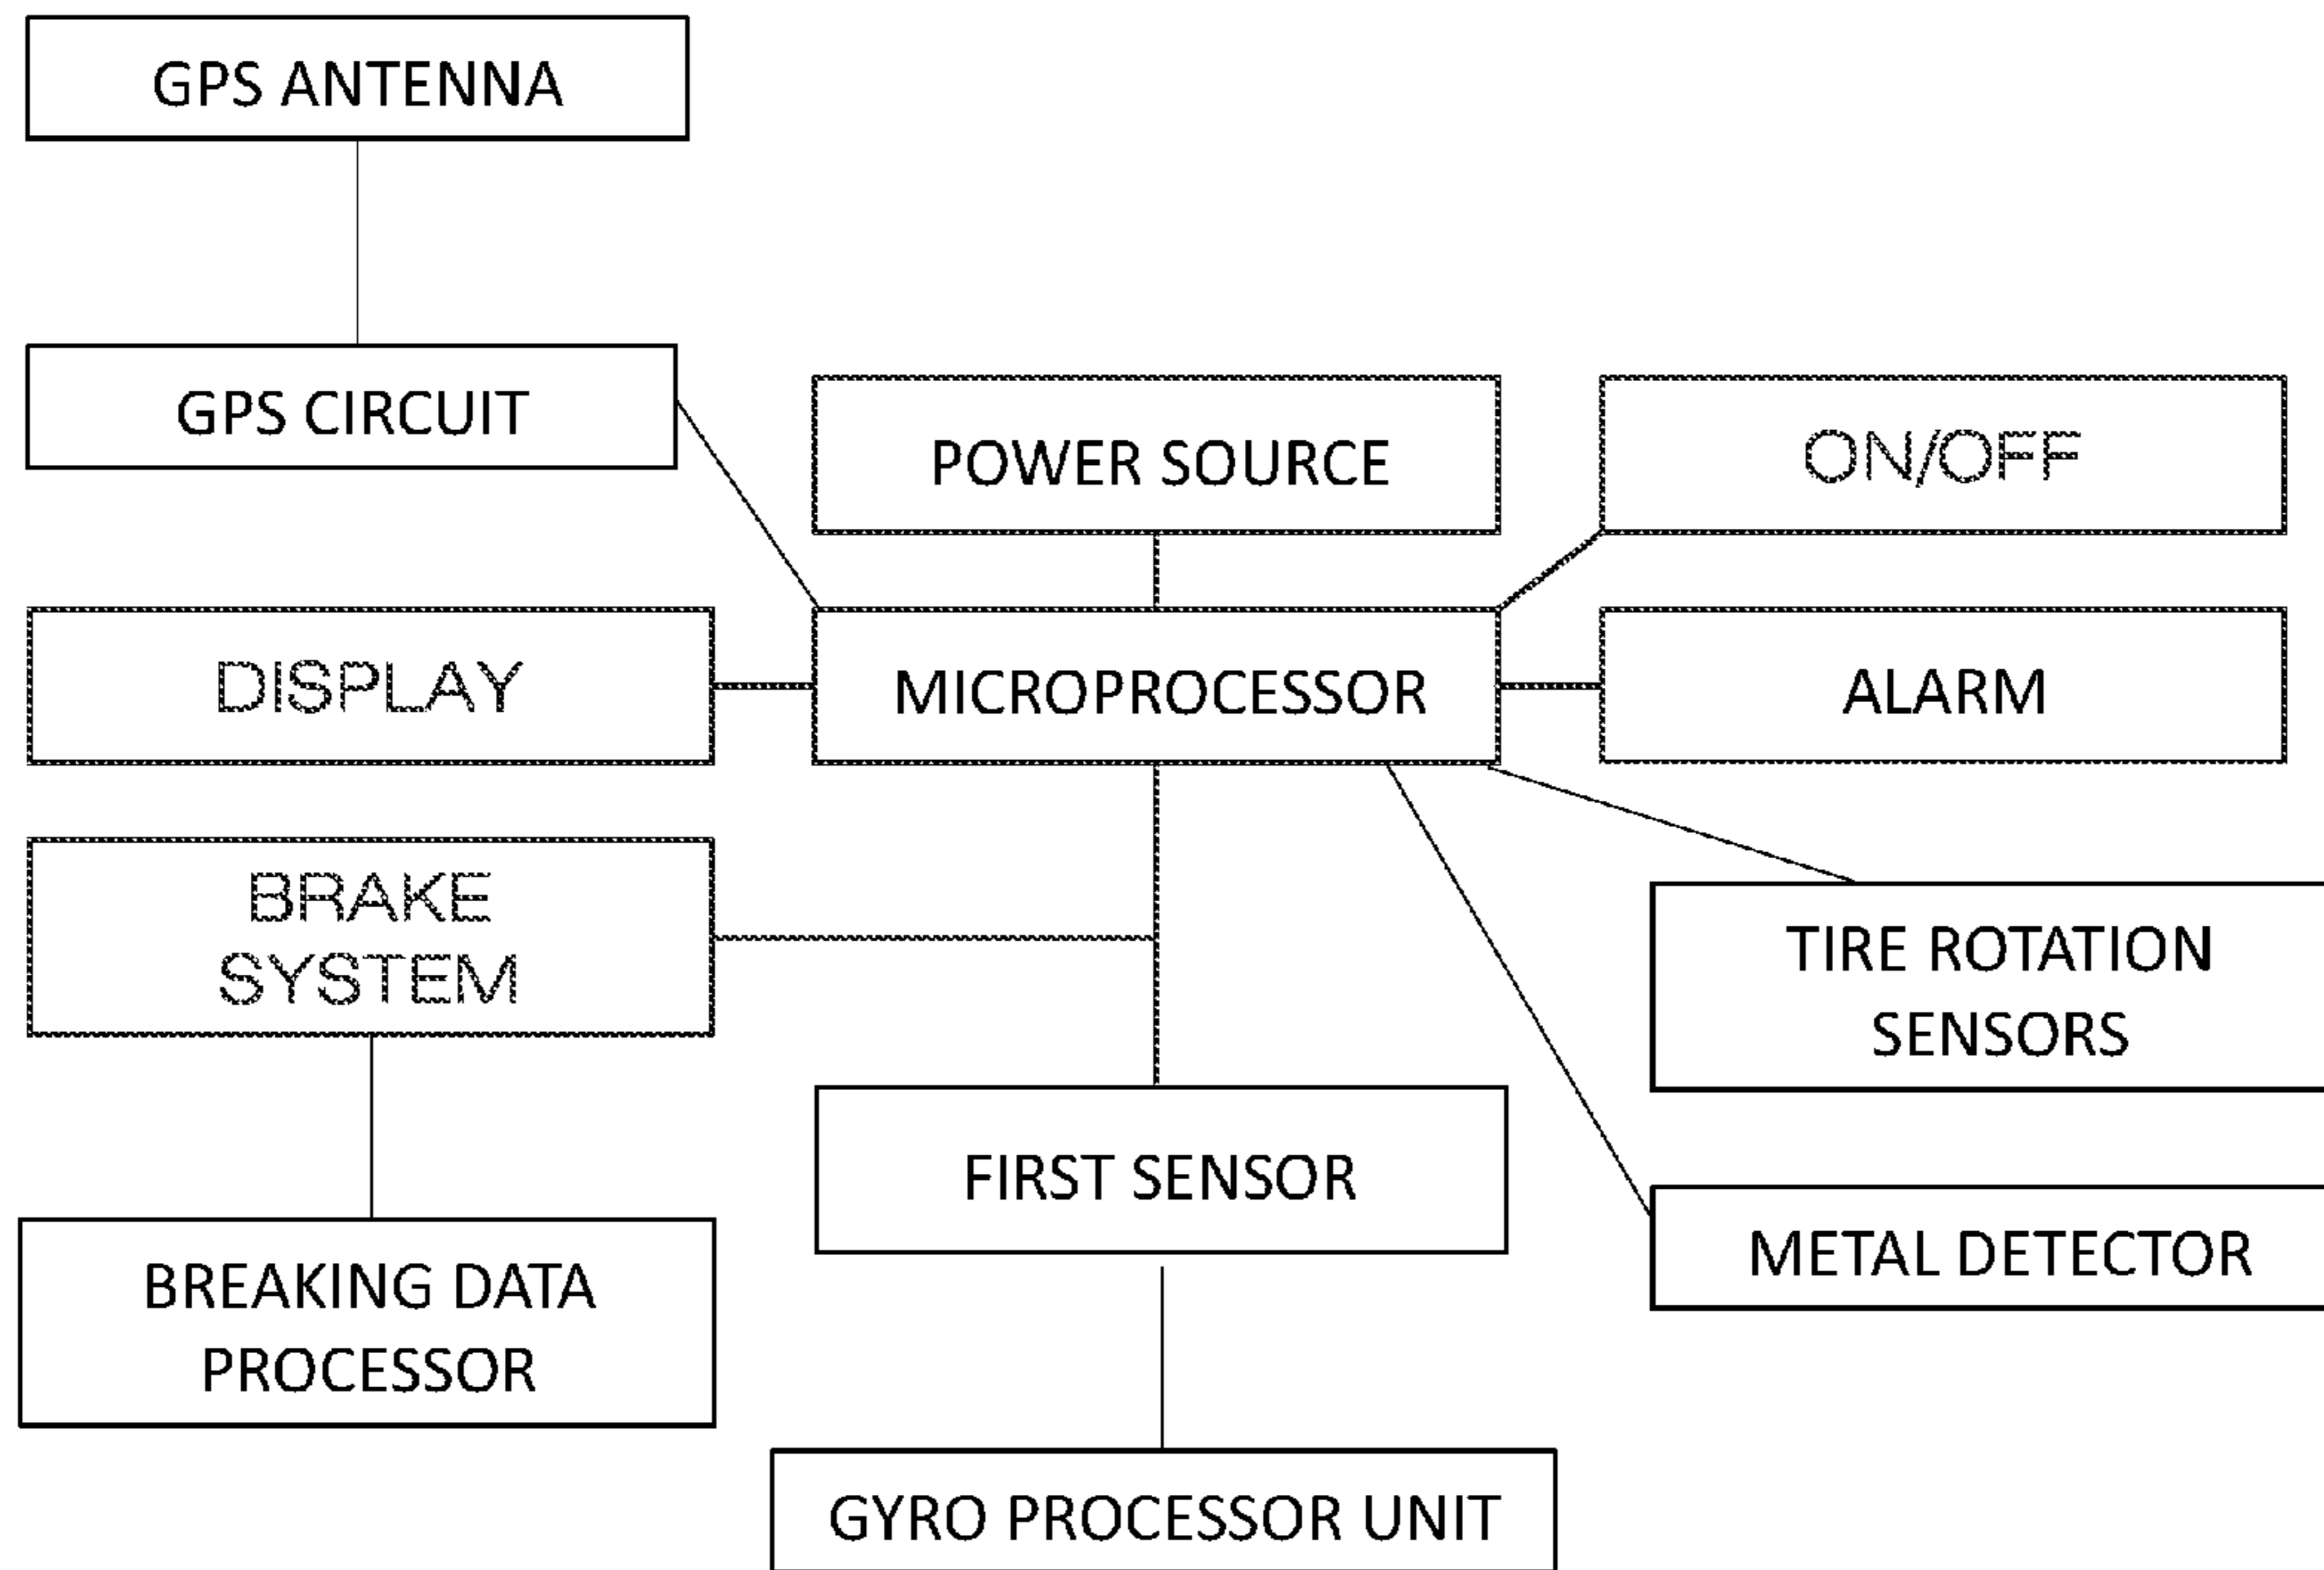 GPS ANTENNA
GPS CIRCUIT
POWER SOURCE
ON/OFF
DISPLAY
MICROPROCESSOR
ALARM
BRAKE
SYSTEM
TIRE ROTATION
SENSORS
FIRST SENSOR
METAL DETECTOR
BREAKING DATA
PROCESSOR
GYRO PROCESSOR UNIT